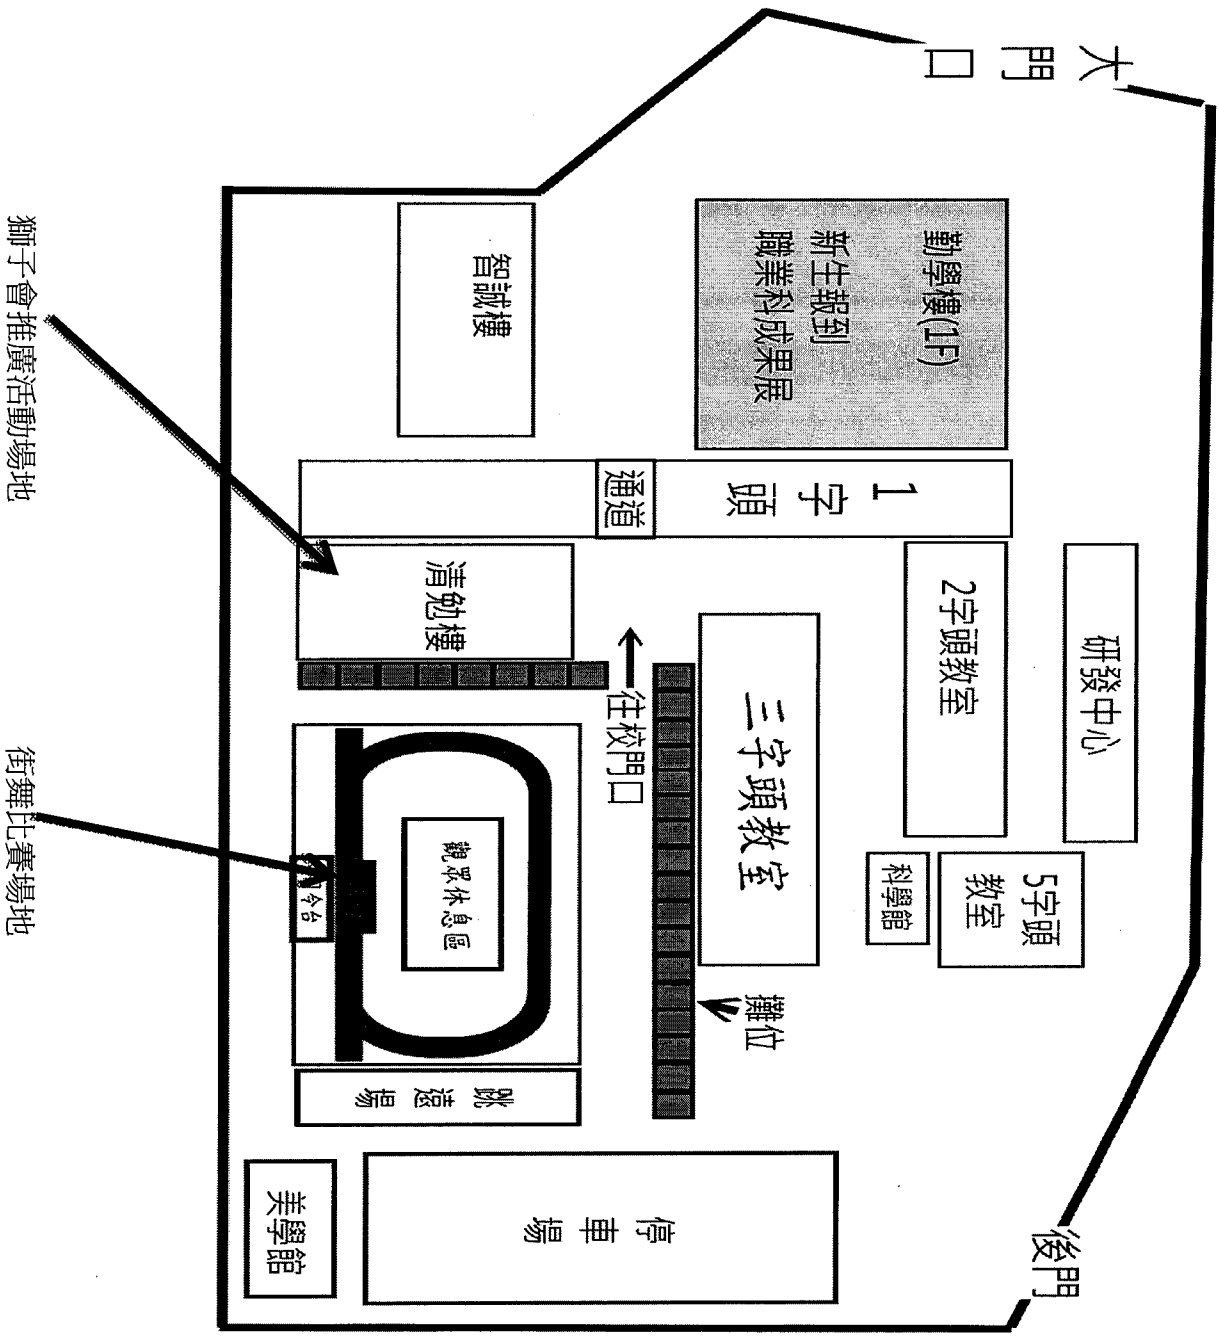 大門口
勤學樓(1F)
新生報到
職業科成果展
智誠樓
獅子會推廣活動場地
1字頭
通道
清勉樓
2字頭教室
研發中心
往校門口
三字頭教室
街舞比賽場地
觀眾休息區
令台
科學館
5字頭
教室
攤位
跳遠場
停車場
美學館
後門